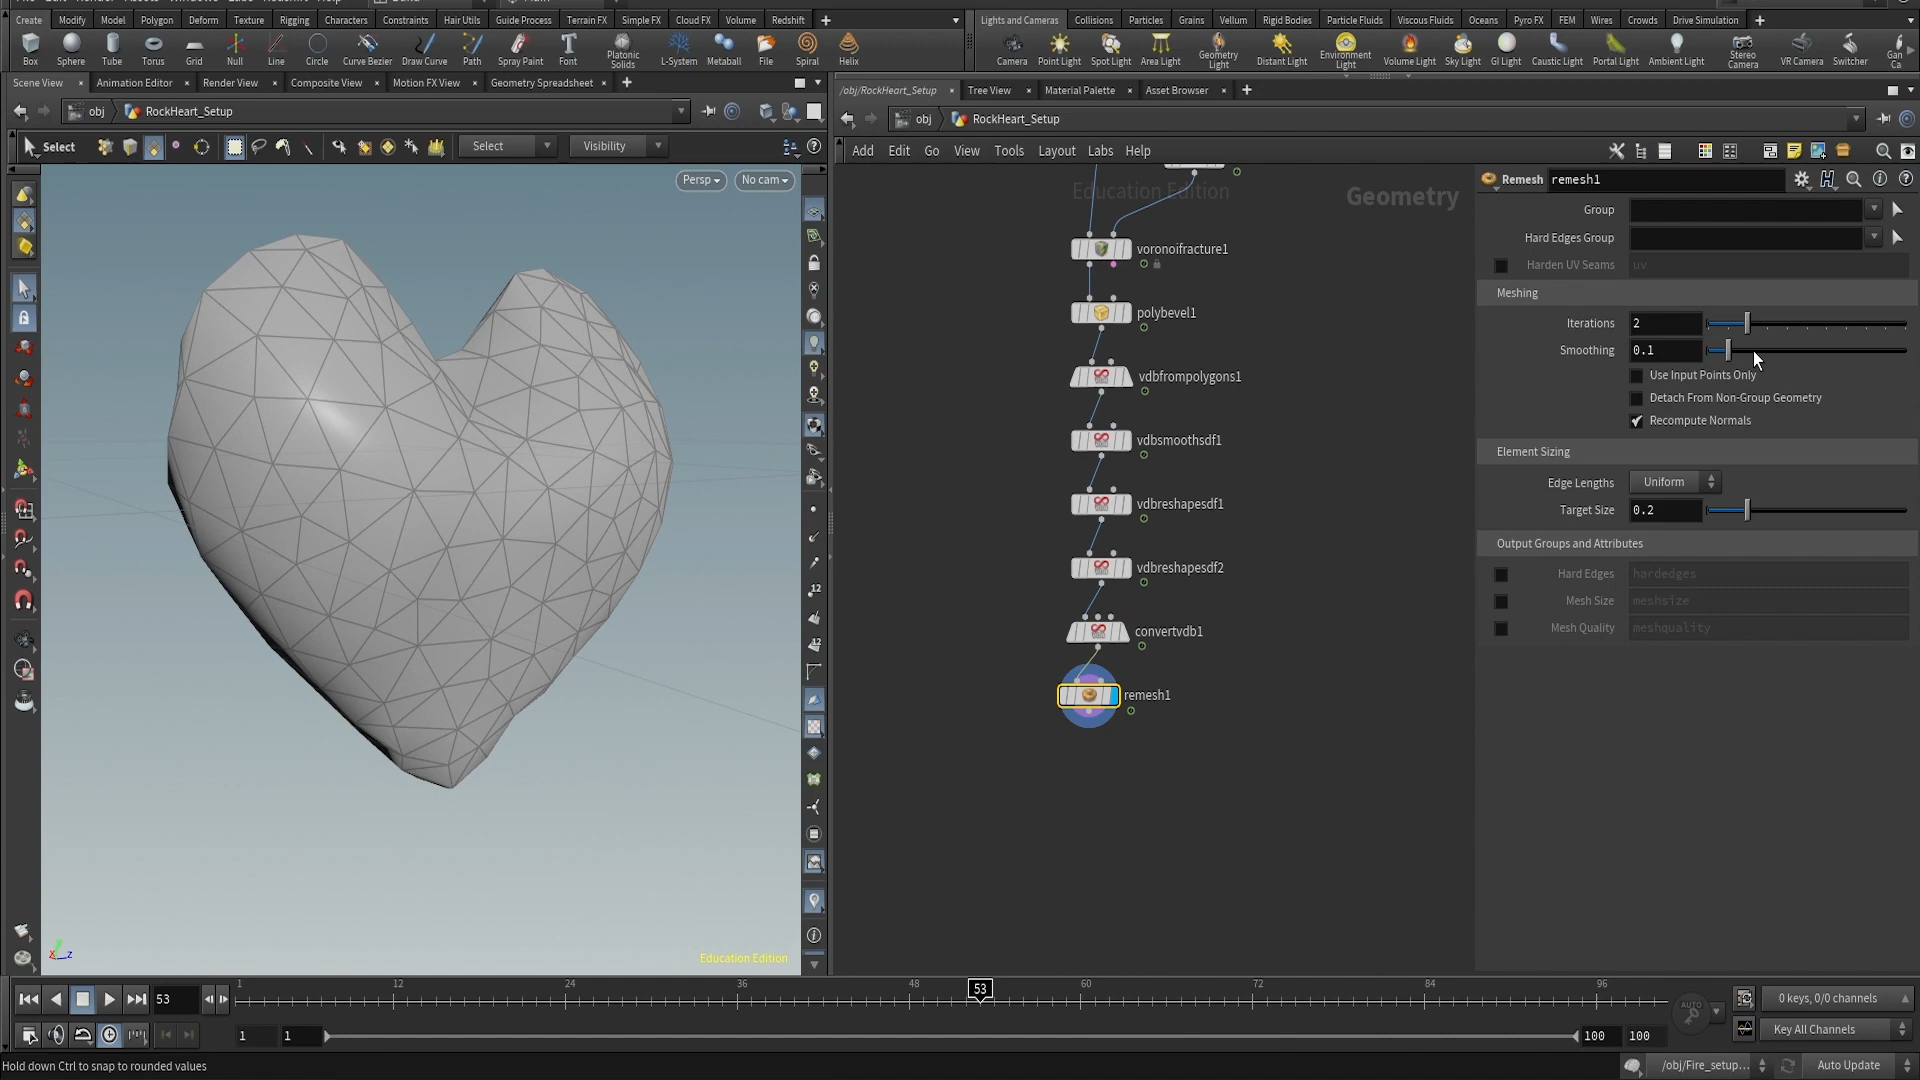 Create Modify Model Polygon Deform Texture Rigging Characters Constraints Hair Utils Guide Process Terrain FX Simple FX Cloud FX Volume Redshift
Lights and Cameras Collisions Particles Grains Vellum Rigid Bodies Particle Fluids Viscous Fluids Oceans Pyro FX FEM Wires Crowds Drive Simulation
Box Sphere Tube Torus Grid Null Line Circle Curve Bezier Draw Curve Path Spray Paint Font Platonic Solids L-System Metaball File Spiral Helix
Camera Point Light Spot Light Area Light Geometry Light Distant Light Environment Light Volume Light Sky Light GI Light Caustic Light Portal Light Ambient Light Stereo Camera VR Camera Switcher Gan Ca
Scene View Animation Editor Render View Composite View Motion FX View Geometry Spreadsheet
/obj/RockHeart_Setup Tree View Material Palette Asset Browser
obj RockHeart_Setup
obj RockHeart_Setup
Select Select Visibility
Add Edit Go View Tools Layout Labs Help
Persp No cam
Education Edition
Geometry
voronoifracture1
polybevel1
vdbfrompolygons1
vdbsmoothsdf1
vdbreshapesdf1
vdbreshapesdf2
convertvdb1
remesh1
Remesh remesh1
Group
Hard Edges Group
Harden UV Seams uv
Meshing
Iterations 2
Smoothing 0.1
Use Input Points Only
Detach From Non-Group Geometry
Recompute Normals
Element Sizing
Edge Lengths Uniform
Target Size 0.2
Output Groups and Attributes
Hard Edges hardedges
Mesh Size meshsize
Mesh Quality meshquality
12
12
x z
Education Edition
53 1 12 24 36 48 53 60 72 84 96
AUTO
0 keys, 0/0 channels
1 1 100 100
Key All Channels
Hold down Ctrl to snap to rounded values
/obj/Fire_setup... Auto Update